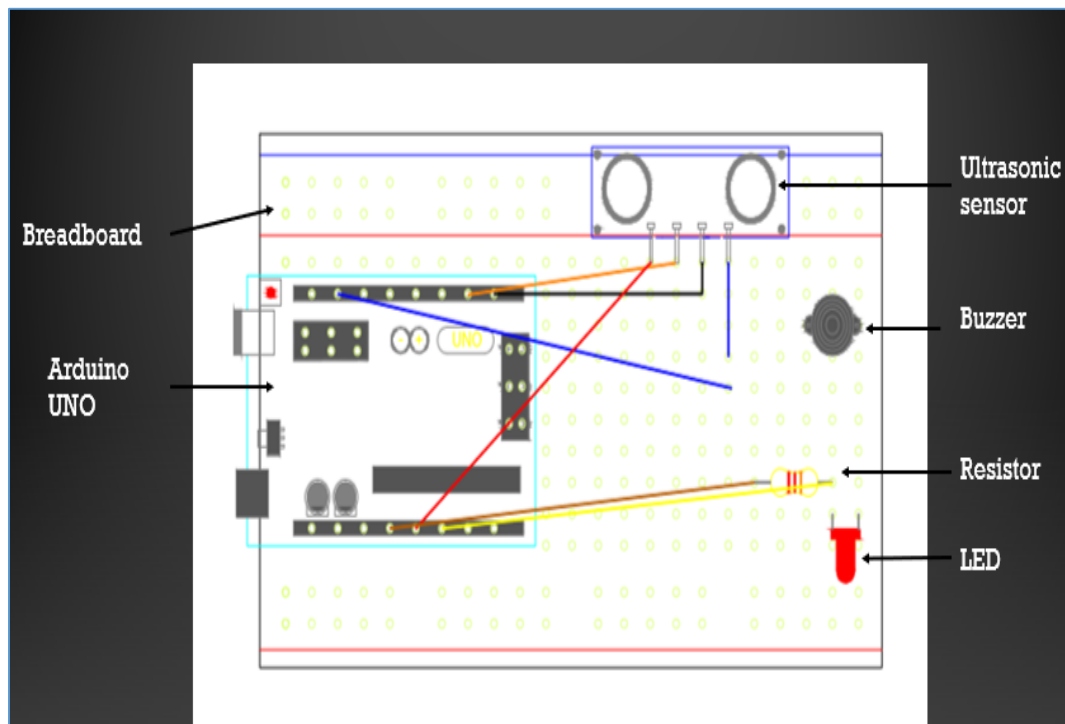 Ultrasonic
sensor
Breadboard
Buzzer
UNO
Arduino
UNO
Resistor
LED